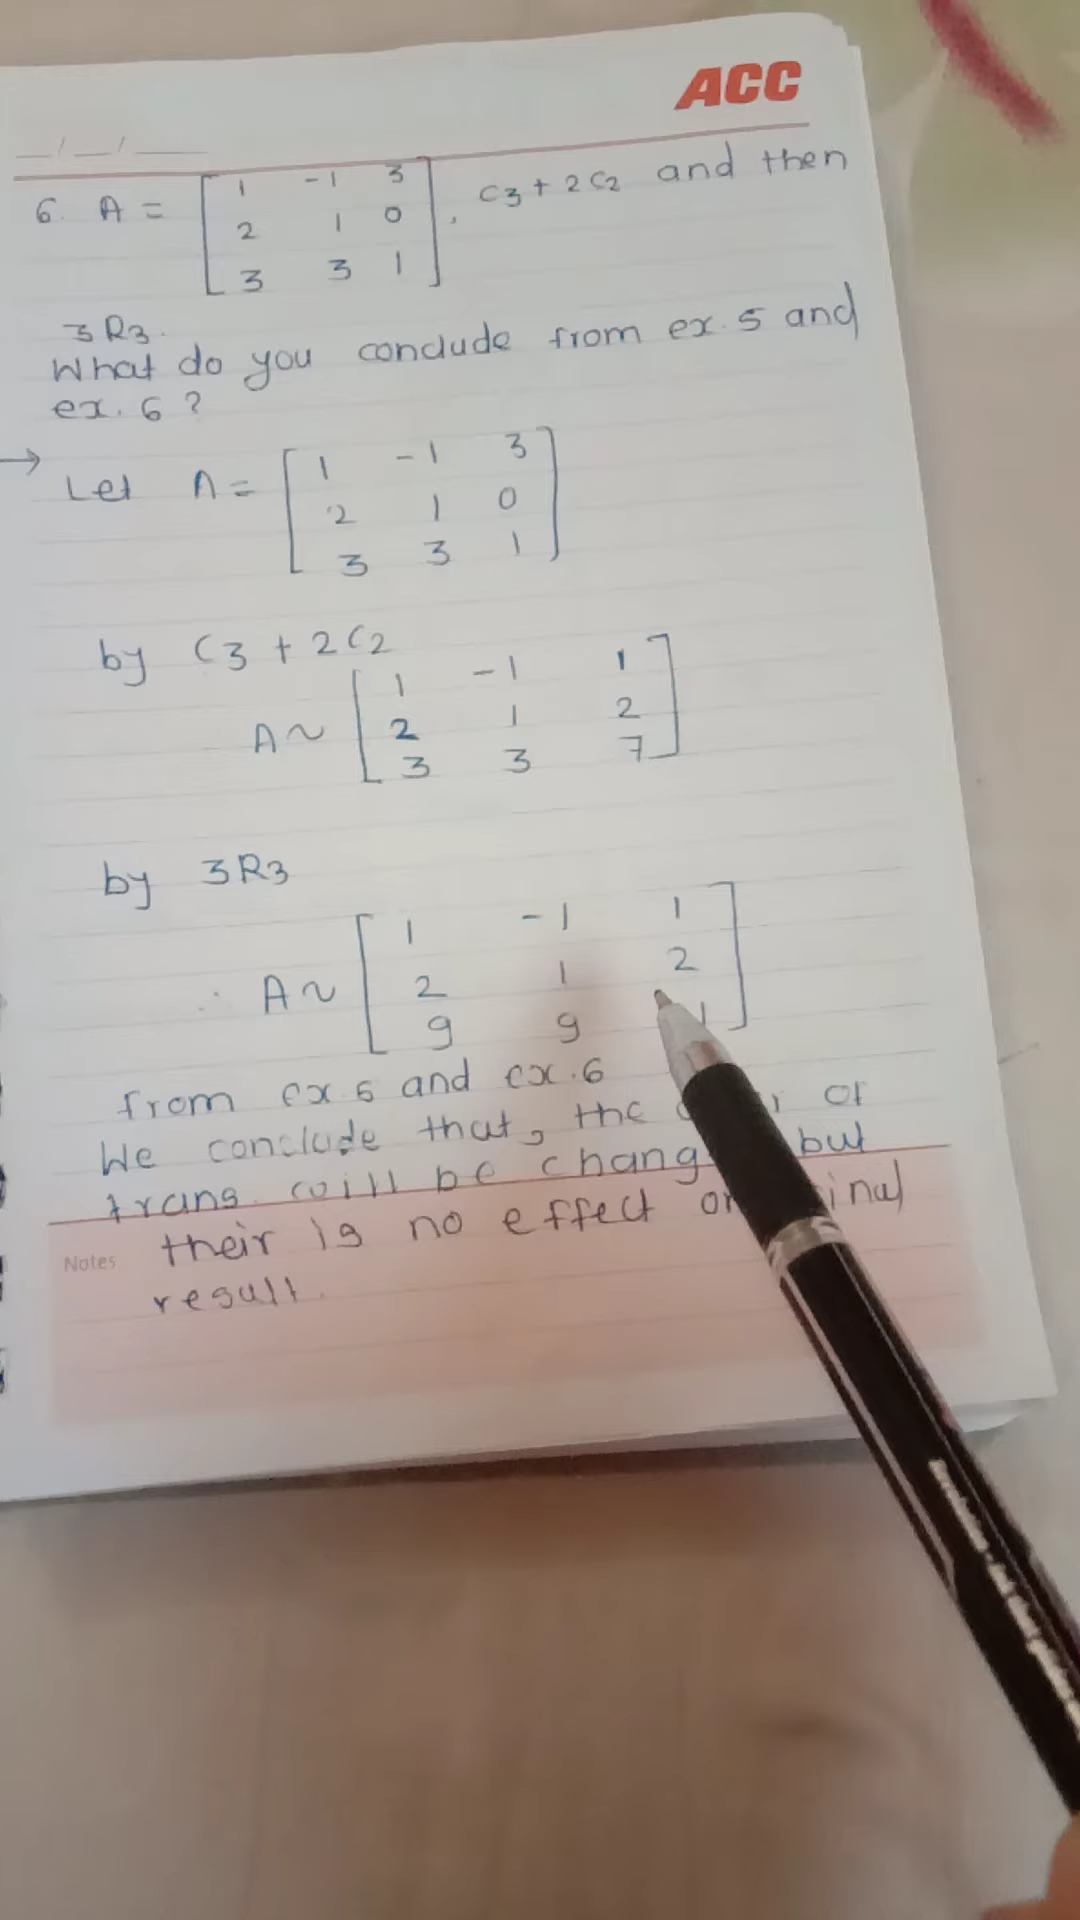 ACC
_/_/_
6. A = [ 1 -1 3
2 1 0
3 3 1 ] , C3 + 2C2 and then
3R3.
What do you conclude from ex. 5 and
ex. 6 ?
→ Let A = [ 1 -1 3
2 1 0
3 3 1 ]
by C3 + 2C2
A ~ [ 1 -1 1
2 1 2
3 3 7 ]
by 3R3
∴ A ~ [ 1 -1 1
2 1 2
9 9 ]
from ex 5 and ex. 6
We conclude that, the of
trans. will be chang but
Notes their is no effect on
result.